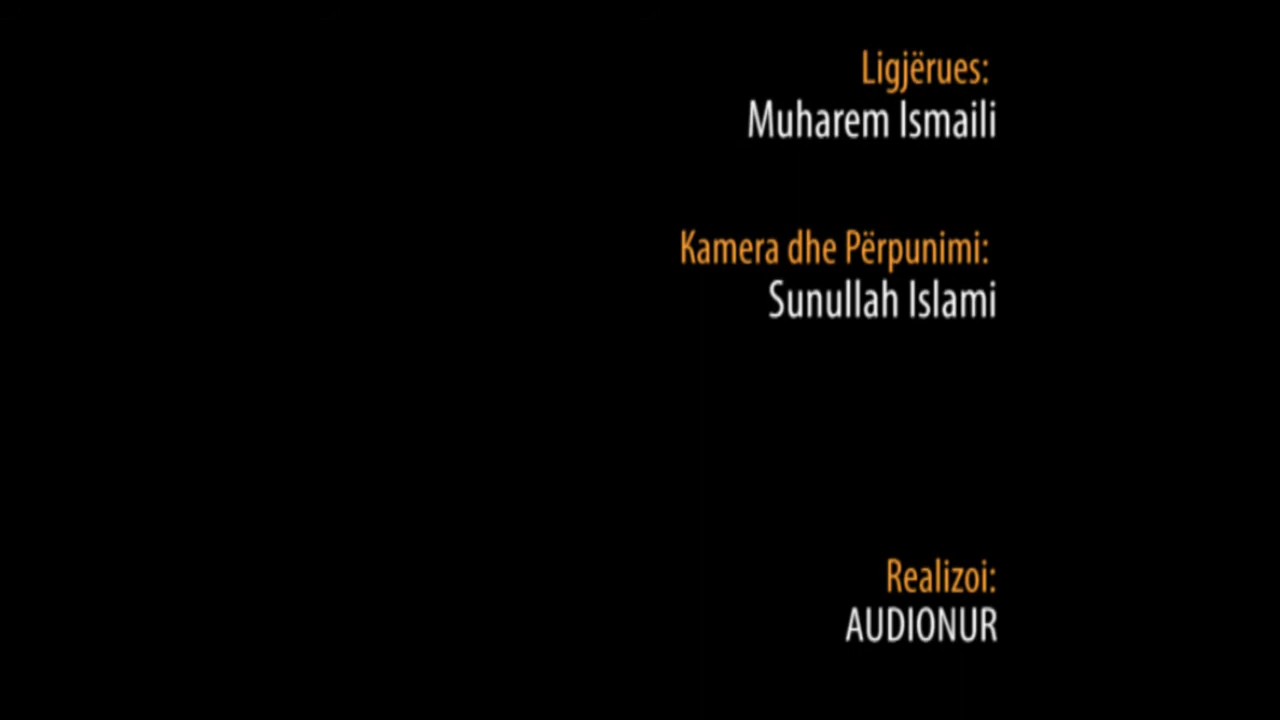 Ligjërues:
Muharem Ismaili
Kamera dhe Përpunimi:
Sunullah Islami
Realizoi:
AUDIONUR